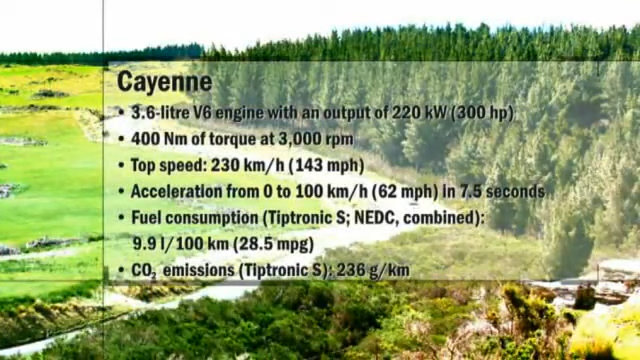 Cayenne
• 3.6-litre V6 engine with an output of 220 kW (300 hp)
• 400 Nm of torque at 3,000 rpm
• Top speed: 230 km/h (143 mph)
• Acceleration from 0 to 100 km/h (62 mph) in 7.5 seconds
• Fuel consumption (Tiptronic S; NEDC, combined):
9.9 l/100 km (28.5 mpg)
• CO₂ emissions (Tiptronic S): 236 g/km